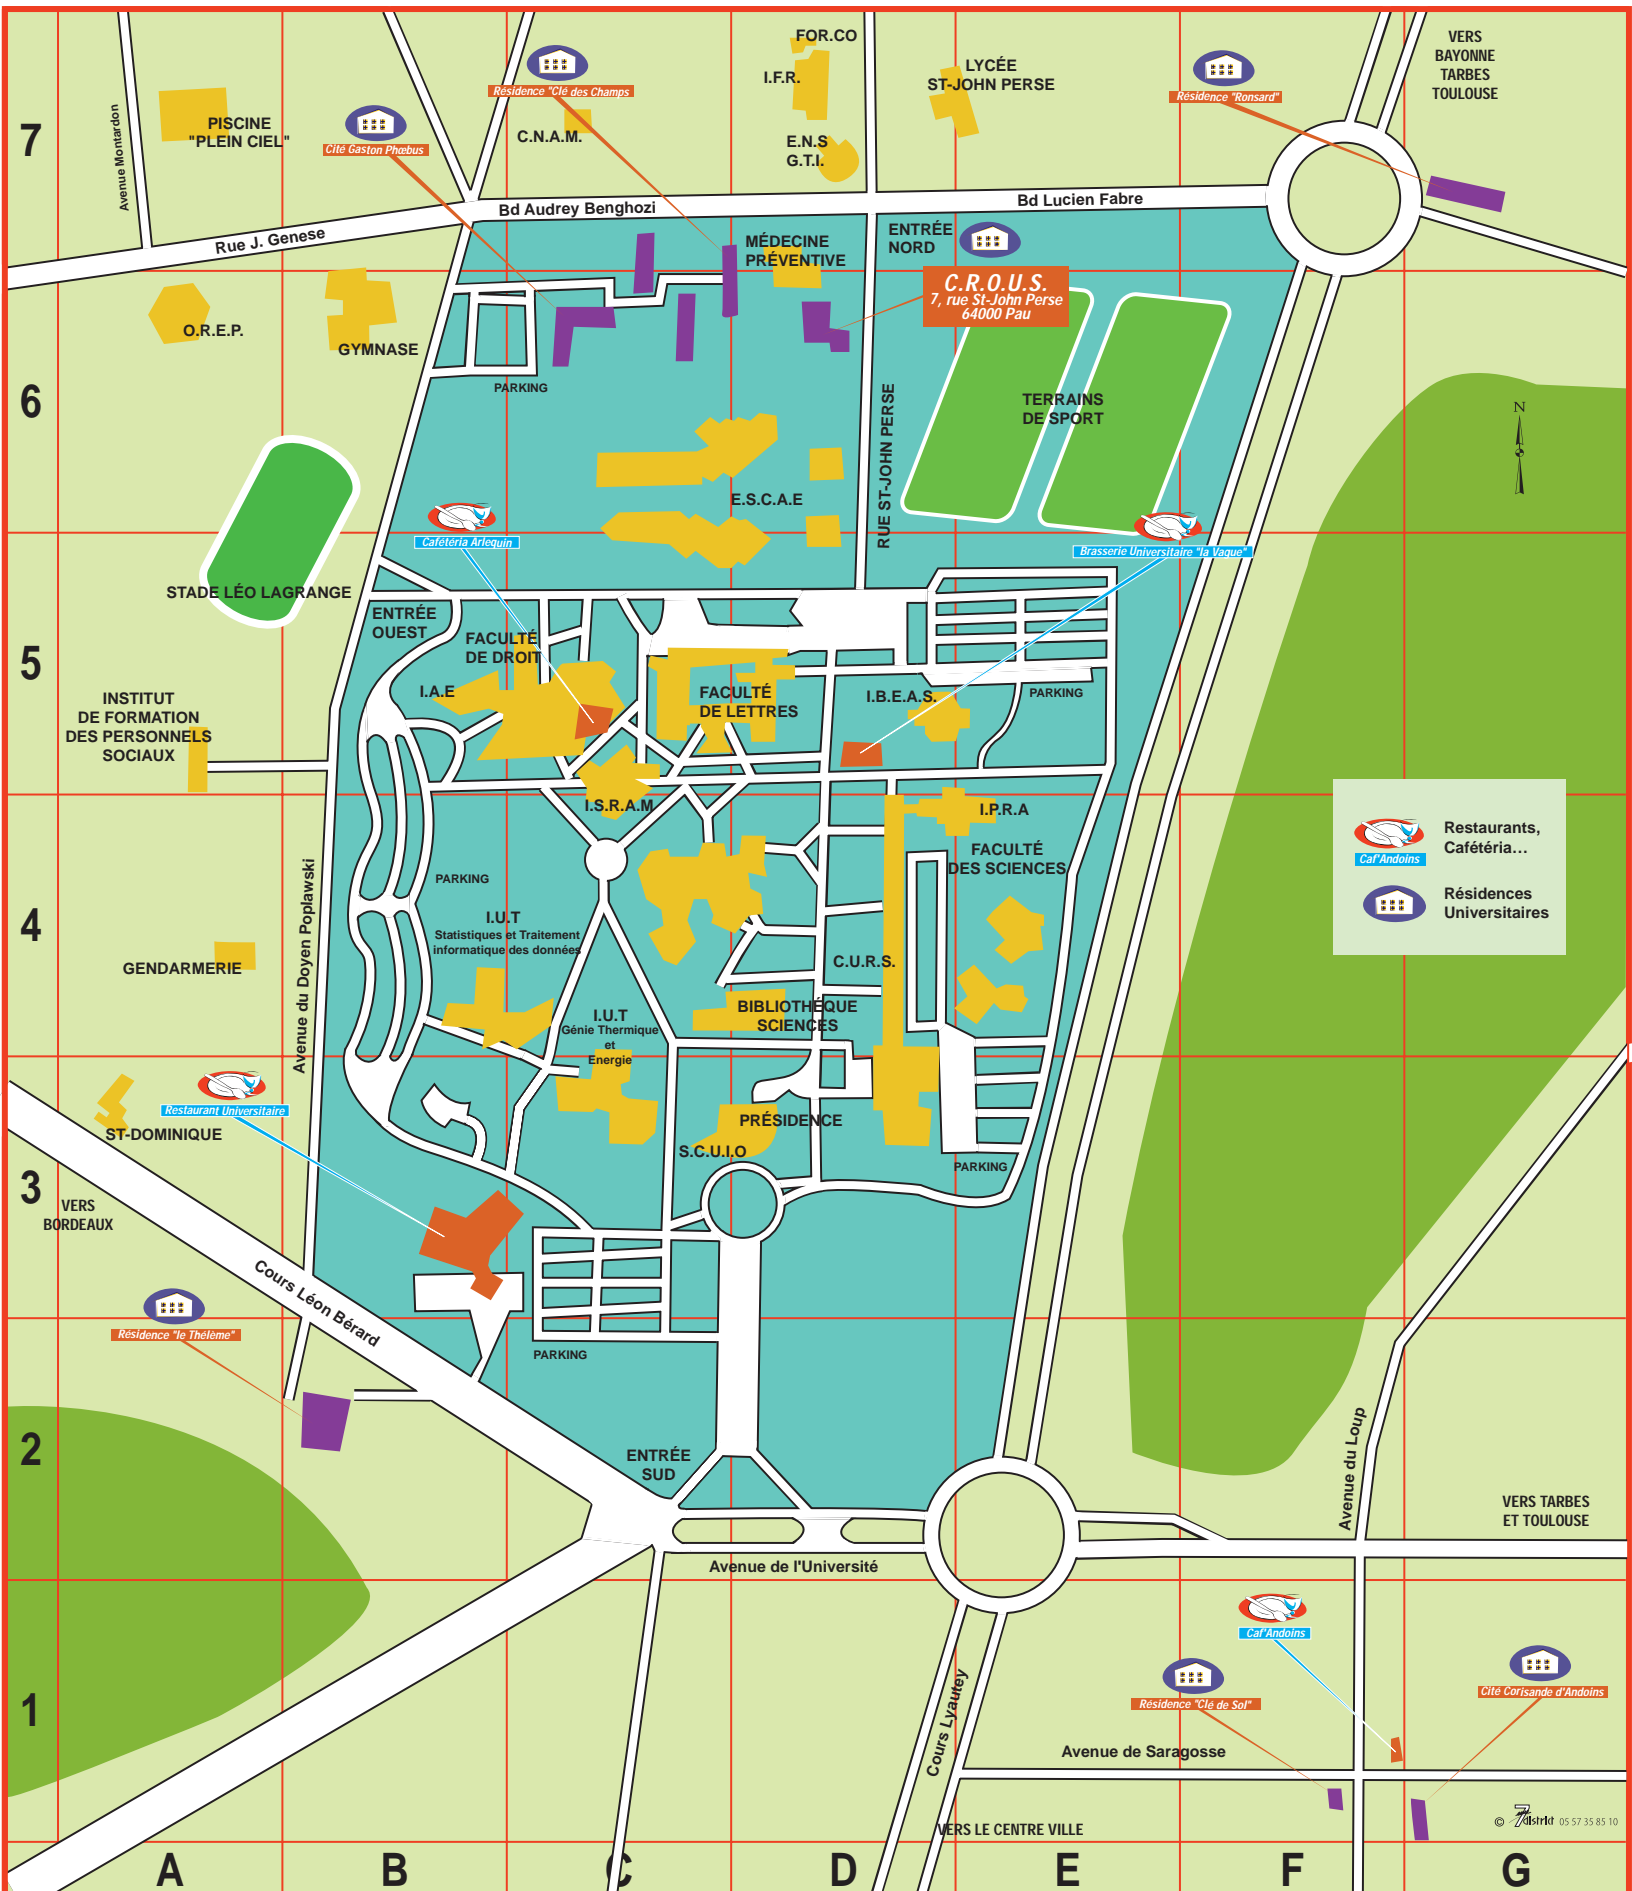 FOR.CO
VERS
BAYONNE
TARBES
TOULOUSE
I.F.R.
LYCÉE
ST-JOHN PERSE
Résidence "Clé des Champs
Résidence "Ronsard"
7
Avenue Montardon
PISCINE
"PLEIN CIEL"
Cité Gaston Phœbus
C.N.A.M.
E.N.S
G.T.I.
Rue J. Genese
Bd Audrey Benghozi
Bd Lucien Fabre
MÉDECINE
PRÉVENTIVE
ENTRÉE
NORD
C.R.O.U.S.
7, rue St-John Perse
64000 Pau
O.R.E.P.
GYMNASE
PARKING
6
RUE ST-JOHN PERSE
TERRAINS
DE SPORT
N
E.S.C.A.E
Cafétéria Arlequin
Brasserie Universitaire "la Vague"
STADE LÉO LAGRANGE
ENTRÉE
OUEST
FACULTÉ
DE DROIT
5
I.A.E
FACULTÉ
DE LETTRES
I.B.E.A.S.
PARKING
INSTITUT
DE FORMATION
DES PERSONNELS
SOCIAUX
I.S.R.A.M
I.P.R.A
FACULTÉ
DES SCIENCES
Caf'Andoins
Restaurants,
Cafétéria...
Résidences
Universitaires
4
Avenue du Doyen Poplawski
PARKING
I.U.T
Statistiques et Traitement
informatique des données
GENDARMERIE
C.U.R.S.
BIBLIOTHÉQUE
SCIENCES
I.U.T
Génie Thermique
et
Energie
Restaurant Universitaire
ST-DOMINIQUE
PRÉSIDENCE
S.C.U.I.O
PARKING
3
VERS
BORDEAUX
Cours Léon Bérard
Résidence "le Thélème"
PARKING
2
ENTRÉE
SUD
Avenue du Loup
VERS TARBES
ET TOULOUSE
Avenue de l'Université
Caf'Andoins
1
Cours Lyautey
Résidence "Clé de Sol"
Cité Corisande d'Andoins
Avenue de Saragosse
VERS LE CENTRE VILLE
© 7district 05 57 35 85 10
A B C D E F G